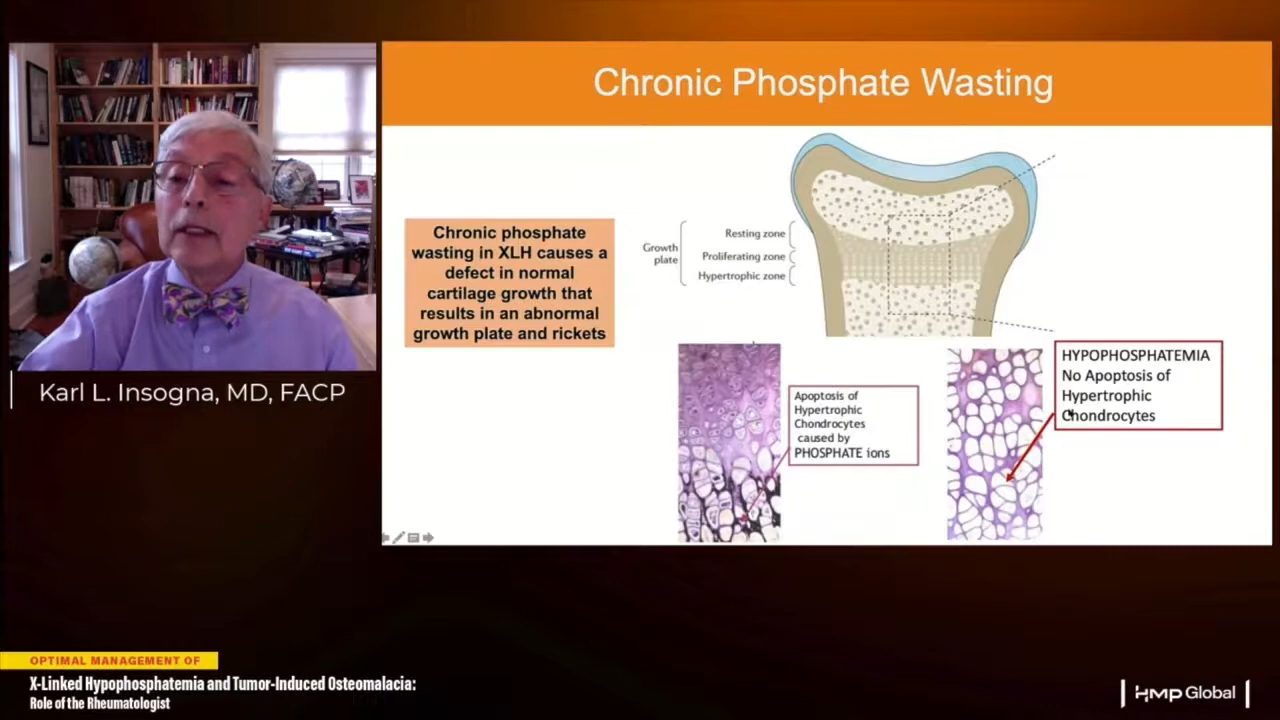 Chronic Phosphate Wasting
Chronic phosphate
wasting in XLH causes a
defect in normal
cartilage growth that
results in an abnormal
growth plate and rickets
Growth
plate
Resting zone
Proliferating zone
Hypertrophic zone
Apoptosis of
Hypertrophic
Chondrocytes
caused by
PHOSPHATE ions
HYPOPHOSPHATEMIA
No Apoptosis of
Hypertrophic
Chondrocytes
Karl L. Insogna, MD, FACP
OPTIMAL MANAGEMENT OF
X-Linked Hypophosphatemia and Tumor-Induced Osteomalacia:
Role of the Rheumatologist
HMP Global